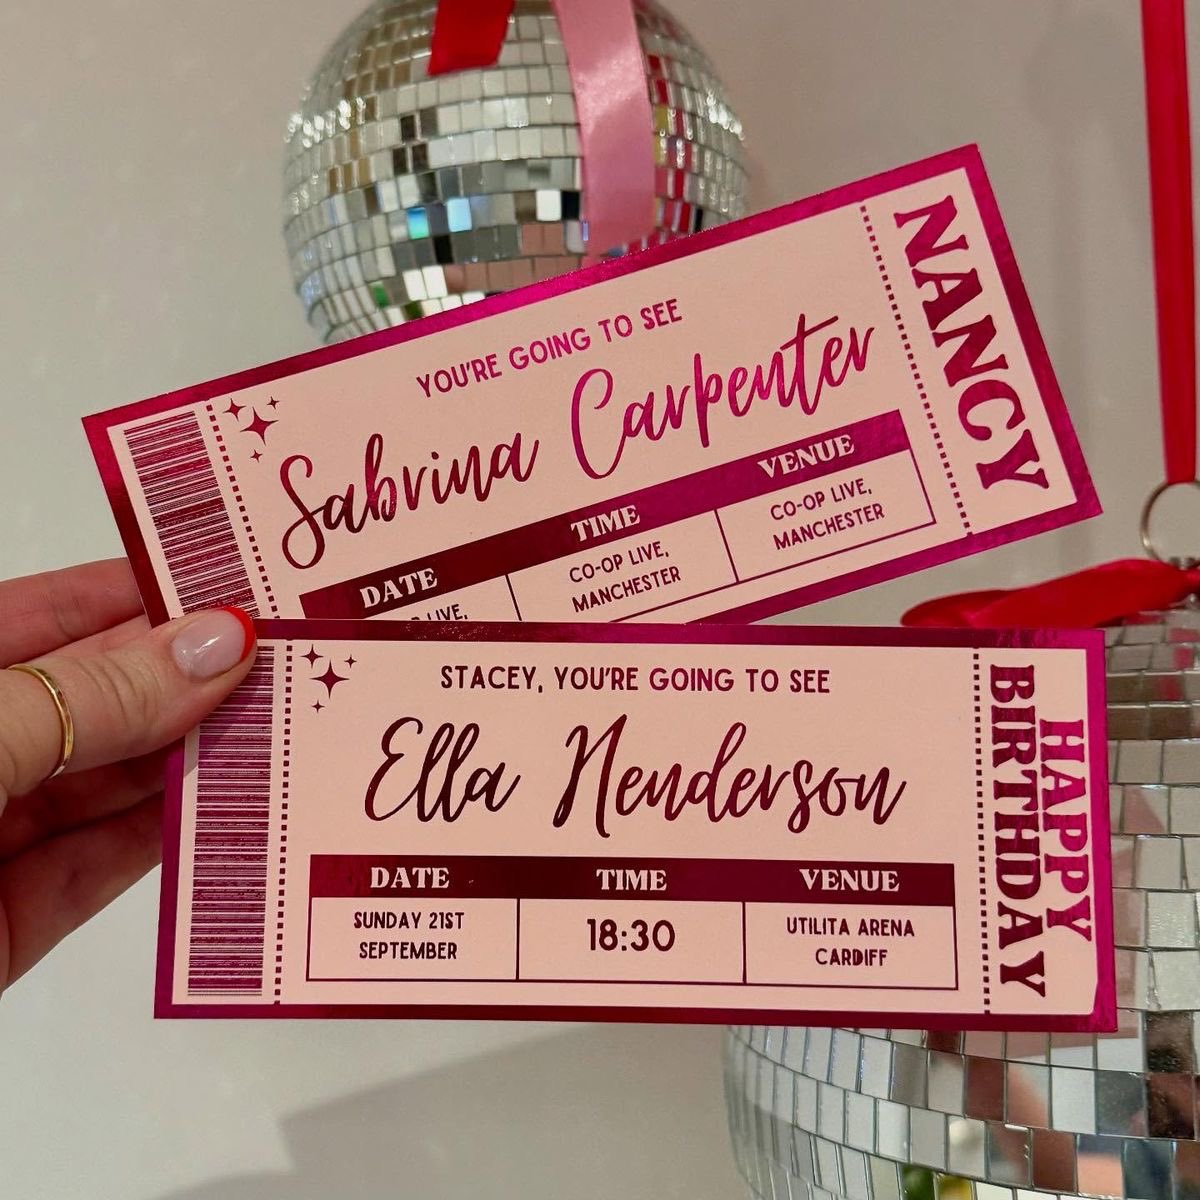 YOU'RE GOING TO SEE
Sabrina Carpenter
DATE TIME VENUE
LIVE,
CO-OP LIVE,
MANCHESTER
CO-OP LIVE,
MANCHESTER
NANCY
STACEY, YOU'RE GOING TO SEE
Ella Henderson
DATE TIME VENUE
SUNDAY 21ST
SEPTEMBER
18:30
UTILITA ARENA
CARDIFF
HAPPY
BIRTHDAY